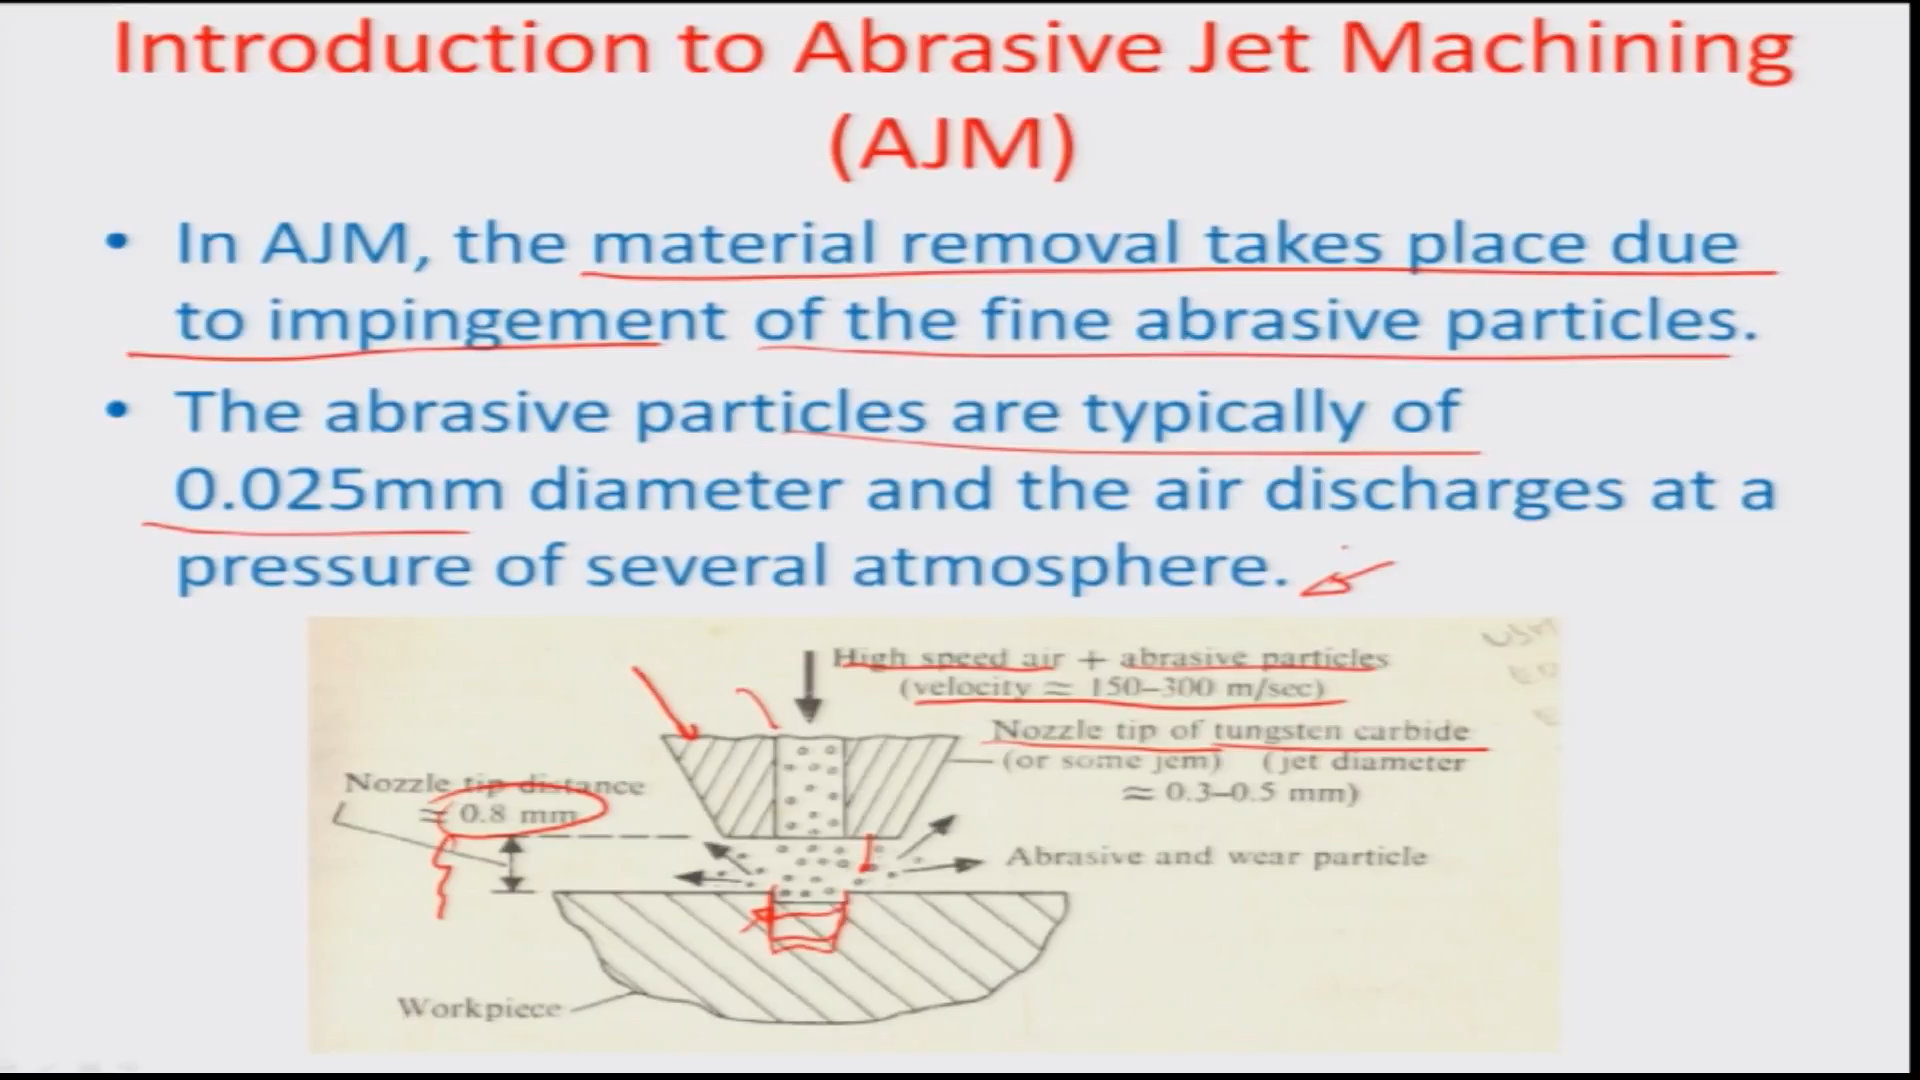 Introduction to Abrasive Jet Machining
(AJM)
• In AJM, the material removal takes place due
to impingement of the fine abrasive particles.
• The abrasive particles are typically of
0.025mm diameter and the air discharges at a
pressure of several atmosphere.
High speed air + abrasive particles
(velocity ≈ 150–300 m/sec)
Nozzle tip of tungsten carbide
(or some jem) (jet diameter
≈ 0.3–0.5 mm)
Nozzle tip distance
≈ 0.8 mm
Abrasive and wear particle
Workpiece